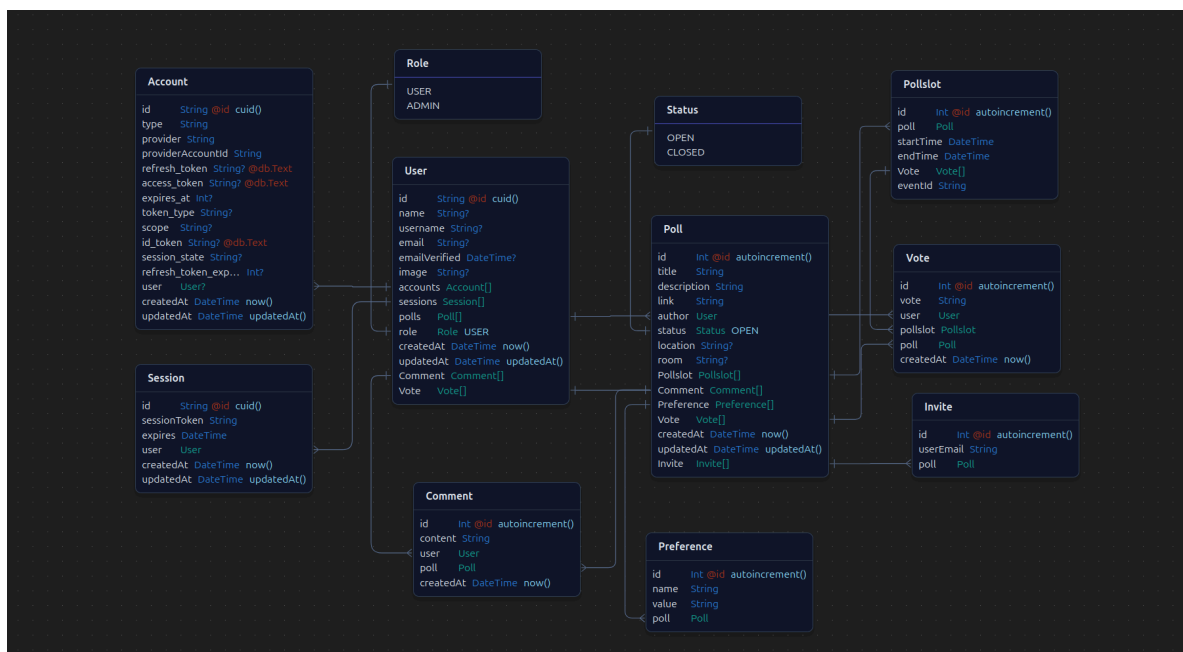 Account
id String @id cuid()
type String
provider String
providerAccountId String
refresh_token String? @db.Text
access_token String? @db.Text
expires_at Int?
token_type String?
scope String?
id_token String? @db.Text
session_state String?
refresh_token_exp... Int?
user User?
createdAt DateTime now()
updatedAt DateTime updatedAt()
Session
id String @id cuid()
sessionToken String
expires DateTime
user User
createdAt DateTime now()
updatedAt DateTime updatedAt()
Role
USER
ADMIN
User
id String @id cuid()
name String?
username String?
email String?
emailVerified DateTime?
image String?
accounts Account[]
sessions Session[]
polls Poll[]
role Role USER
createdAt DateTime now()
updatedAt DateTime updatedAt()
Comment Comment[]
Vote Vote[]
Comment
id Int @id autoincrement()
content String
user User
poll Poll
createdAt DateTime now()
Status
OPEN
CLOSED
Poll
id Int @id autoincrement()
title String
description String
link String
author User
status Status OPEN
location String?
room String?
Pollslot Pollslot[]
Comment Comment[]
Preference Preference[]
Vote Vote[]
createdAt DateTime now()
updatedAt DateTime updatedAt()
Invite Invite[]
Preference
id Int @id autoincrement()
name String
value String
poll Poll
Pollslot
id Int @id autoincrement()
poll Poll
startTime DateTime
endTime DateTime
Vote Vote[]
eventId String
Vote
id Int @id autoincrement()
vote String
user User
pollslot Pollslot
poll Poll
createdAt DateTime now()
Invite
id Int @id autoincrement()
userEmail String
poll Poll